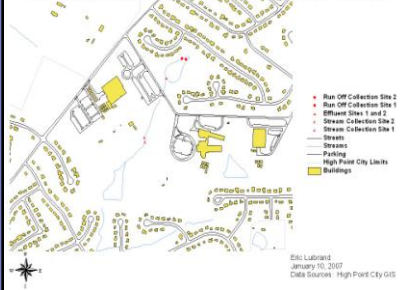 Run Off Collection Site 2
Run Off Collection Site 1
Effluent Sites 1 and 2
Stream Collection Site 2
Stream Collection Site 1
Streets
Streams
Parking
High Point City Limits
Buildings
Eric Lubrand
January 10, 2007
Data Sources : High Point City GIS